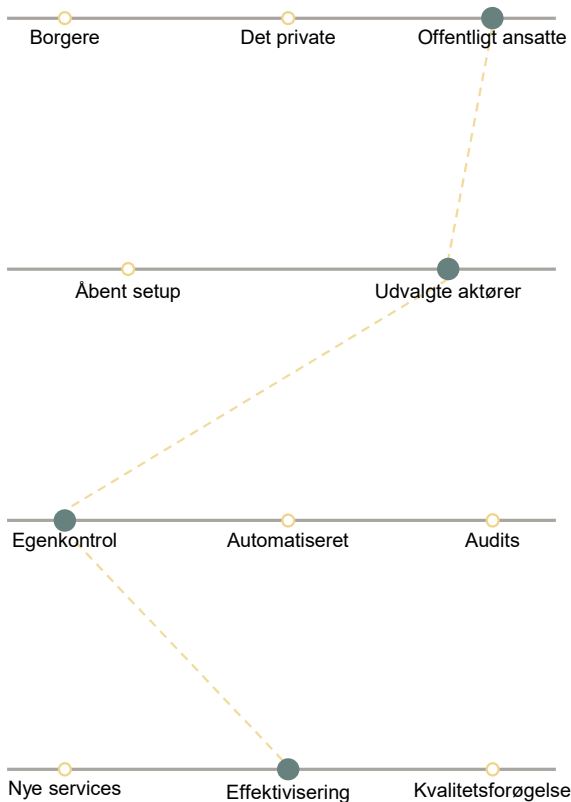 Borgere
Det private
Offentligt ansatte
Åbent setup
Udvalgte aktører
Egenkontrol
Automatiseret
Audits
Nye services
Effektivisering
Kvalitetsforøgelse